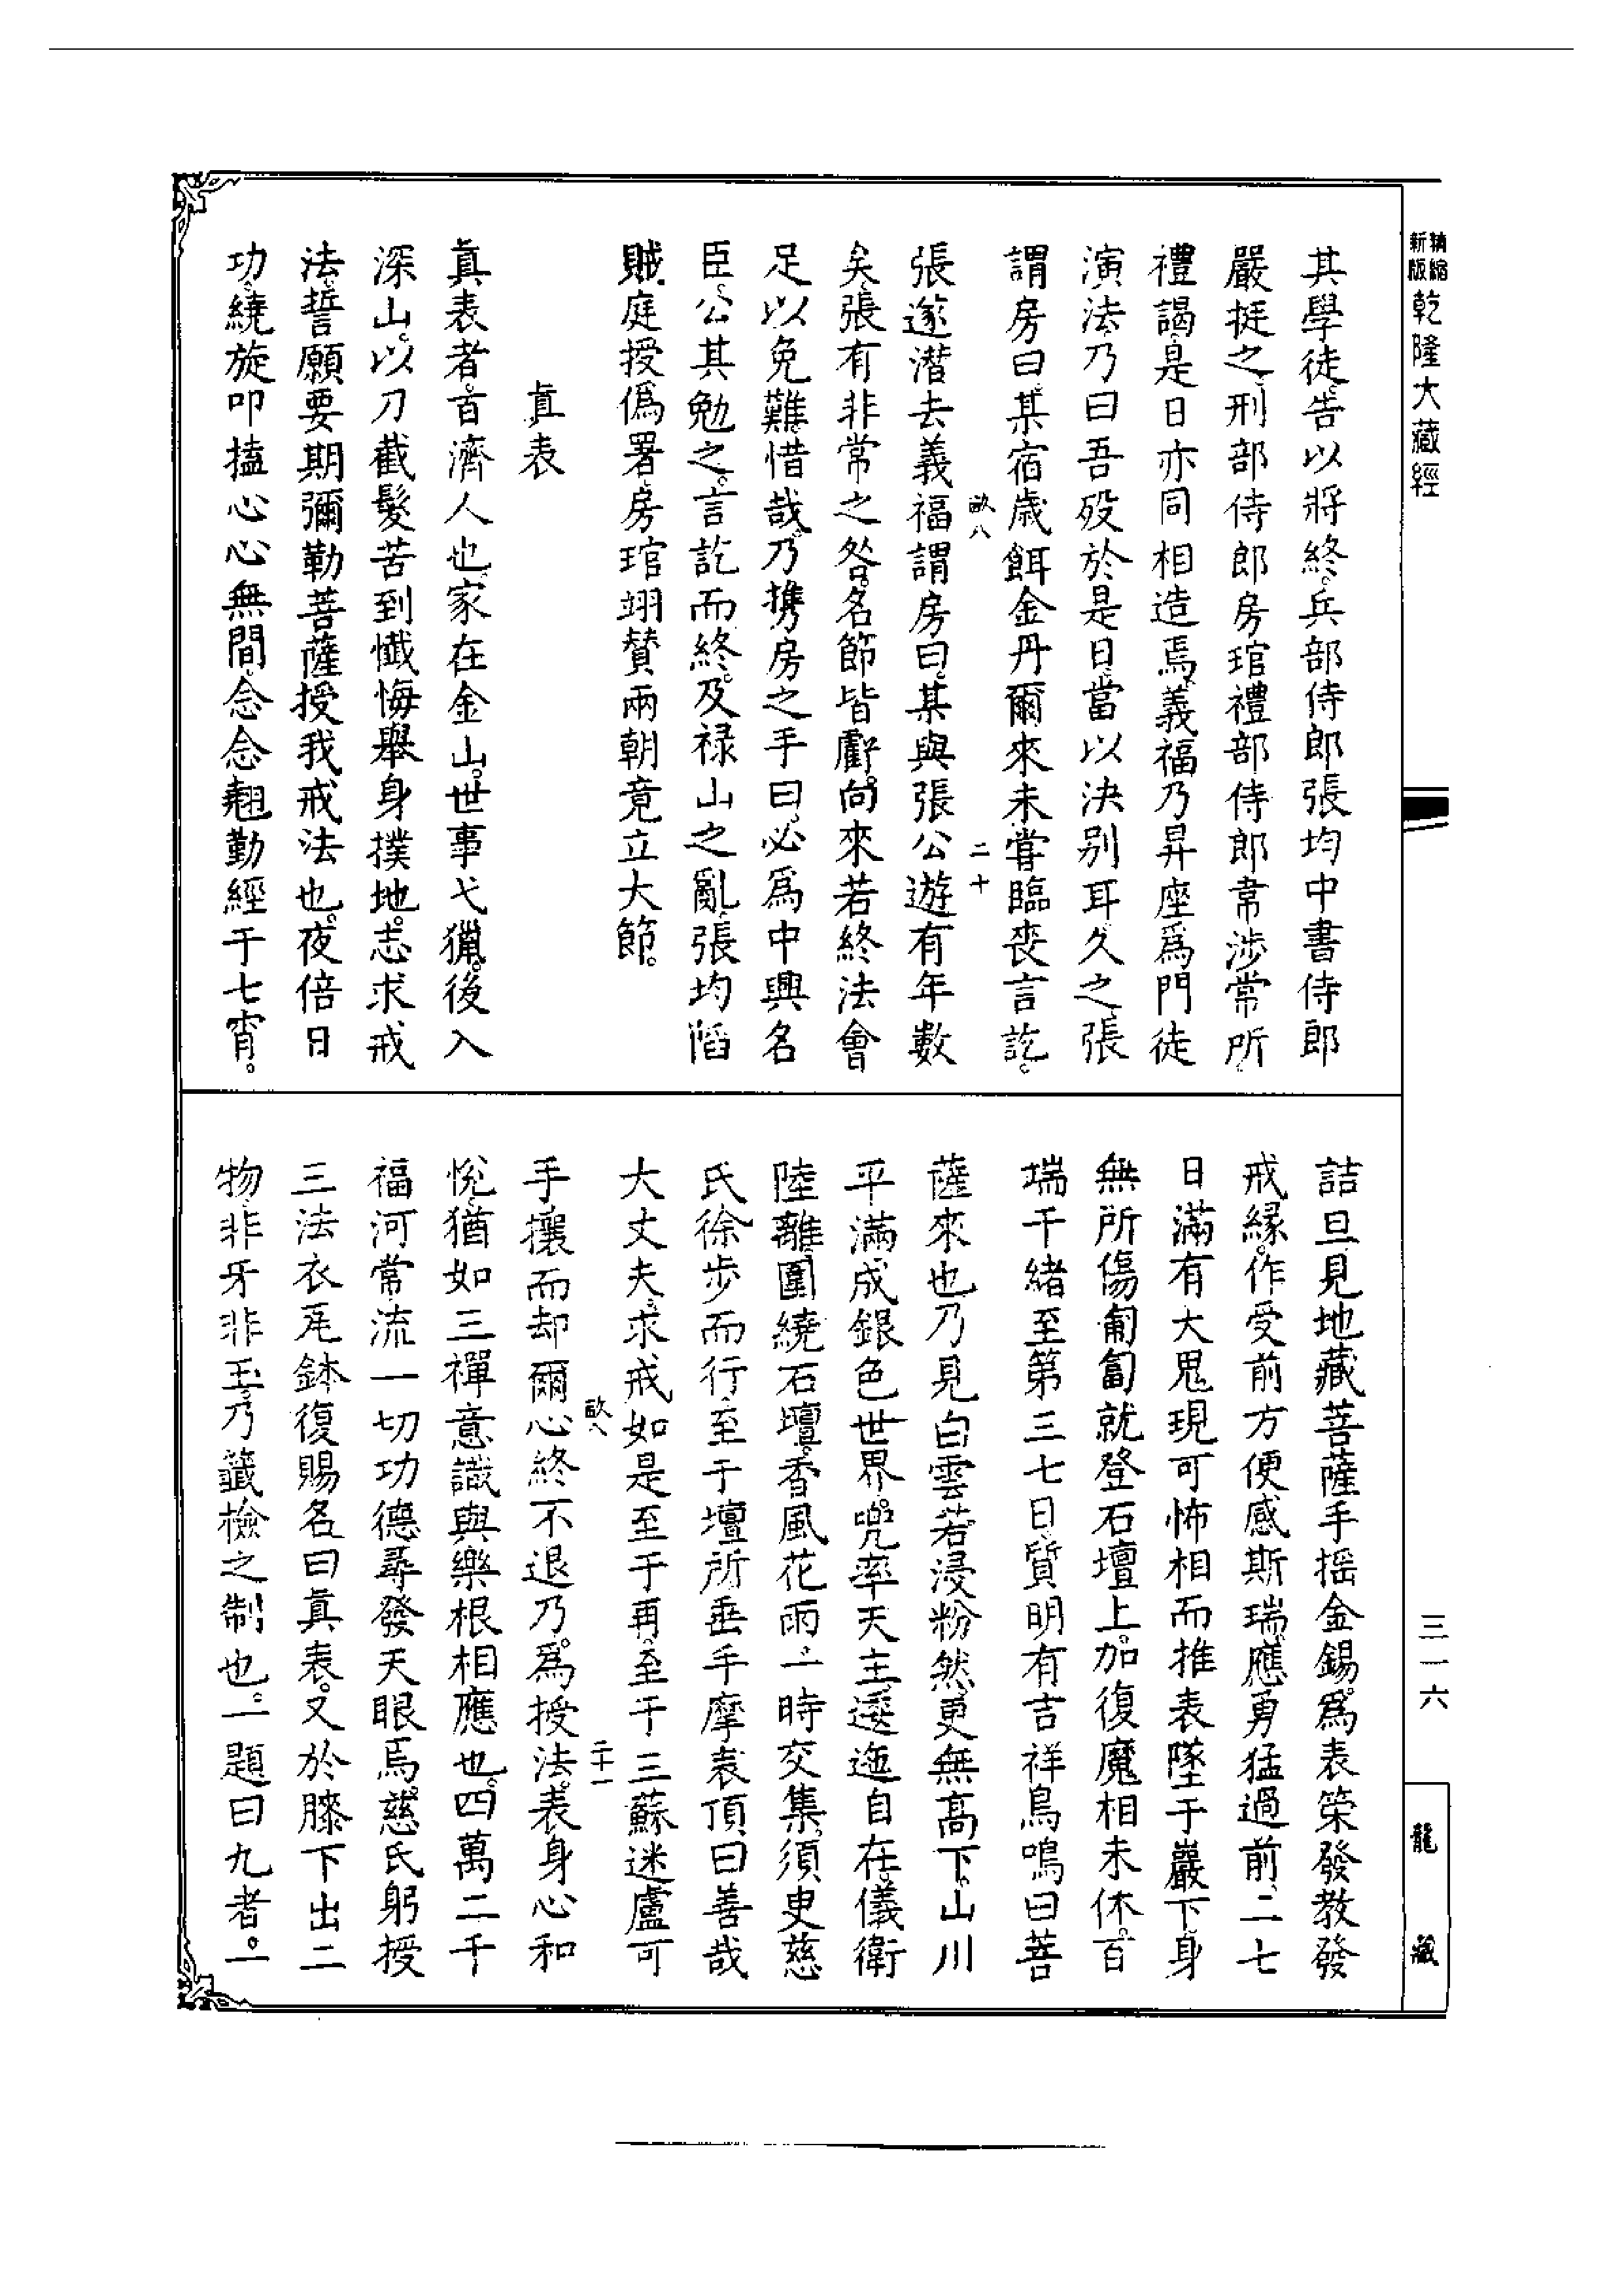 精縮新版乾隆大藏經
其學徒告以將終兵部侍郎張均中書侍郎
嚴挺之刑部侍郎房琯禮部侍郎韋涉常所
禮謁是日亦同相造焉義福乃昇座爲門徒
演法乃曰吾殁於是日當以決别耳久之張
謂房曰某宿歲餌金丹爾來未嘗臨喪言訖
畝八 二十
張遂潜去義福謂房曰某與張公遊有年數
矣張有非常之咎名節皆虧向來若終法會
足以免難惜哉乃携房之手曰必爲中興名
臣公其勉之言訖而終及禄山之亂張均陷
賊庭授僞署房琯翊賛兩朝竟立大節
真表
真表者百濟人也家在金山世事弋獵後入
深山以刀截髮苦到懺悔舉身撲地志求戒
法誓願要期彌勒菩薩授我戒法也夜倍日
功繞旋叩搕心心無間念念翹勤經于七宵
三一六
龍藏
詰旦見地藏菩薩手摇金錫爲表策發教發
戒緣作受前方便感斯瑞應勇猛過前二七
日滿有大鬼現可怖相而推表墜于巖下身
無所傷匍匐就登石壇上加復魔相未休百
端千緒至第三七日質明有吉祥鳥鳴曰菩
薩來也乃見白雲若浸粉然更無高下山川
平滿成銀色世界兜率天主逶迤自在儀衛
陸離圍繞石壇香風花雨一時交集須臾慈
氏徐步而行至于壇所垂手摩表頂曰善哉
大丈夫求戒如是至于再至于三蘇迷盧可
畝八 二十一
手攘而却爾心終不退乃爲授法表身心和
悅猶如三禪意識與樂根相應也四萬二千
福河常流一切功德尋發天眼焉慈氏躬授
三法衣瓦鉢復賜名曰真表又於膝下出二
物非牙非玉乃籤檢之制也一題曰九者一